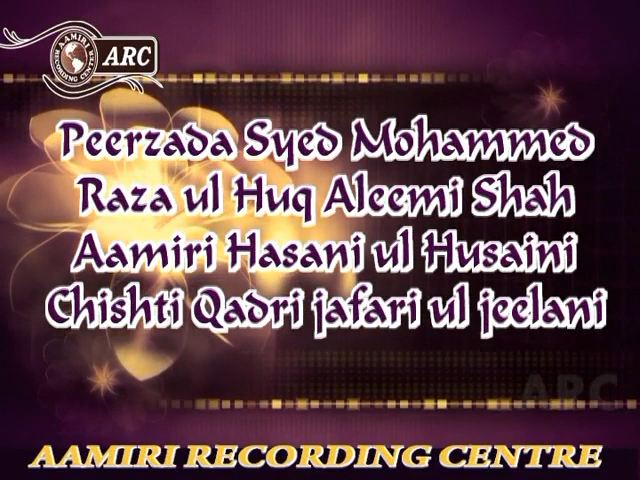 AAMIRI
RECORDING CENTRE
ARC
Peerzada Syed Mohammed
Raza ul Huq Aleemi Shah
Aamiri Hasani ul Husaini
Chishti Qadri jafari ul jeelani
ARC
AAMIRI RECORDING CENTRE